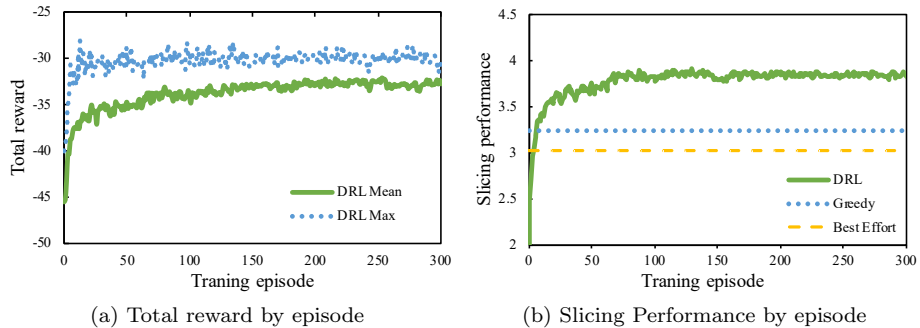 -25
-30
-35
-40
-45
-50
Total reward
DRL Mean
DRL Max
0 50 100 150 200 250 300
Traning episode
(a) Total reward by episode
4.5
4
3.5
3
2.5
2
Slicing performance
DRL
Greedy
Best Effort
0 50 100 150 200 250 300
Traning episode
(b) Slicing Performance by episode